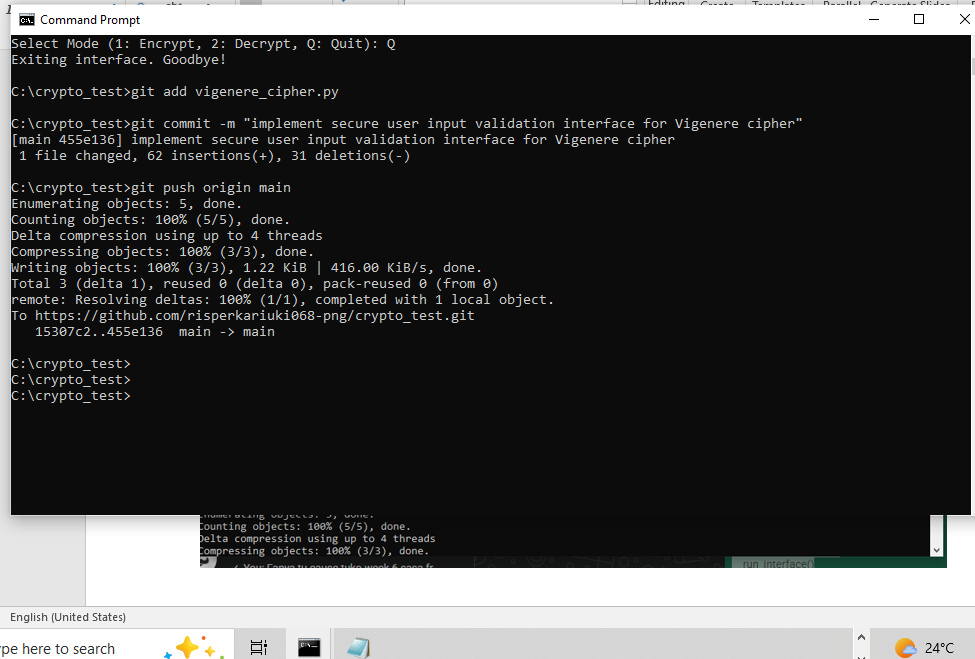 Command Prompt
Select Mode (1: Encrypt, 2: Decrypt, Q: Quit): Q
Exiting interface. Goodbye!
C:\crypto_test>git add vigenere_cipher.py
C:\crypto_test>git commit -m "implement secure user input validation interface for Vigenere cipher"
[main 455e136] implement secure user input validation interface for Vigenere cipher
1 file changed, 62 insertions(+), 31 deletions(-)
C:\crypto_test>git push origin main
Enumerating objects: 5, done.
Counting objects: 100% (5/5), done.
Delta compression using up to 4 threads
Compressing objects: 100% (3/3), done.
Writing objects: 100% (3/3), 1.22 KiB | 416.00 KiB/s, done.
Total 3 (delta 1), reused 0 (delta 0), pack-reused 0 (from 0)
remote: Resolving deltas: 100% (1/1), completed with 1 local object.
To https://github.com/risperkariuki068-png/crypto_test.git
15307c2..455e136  main -> main
C:\crypto_test>
C:\crypto_test>
C:\crypto_test>
Enumerating objects: 5, done.
Counting objects: 100% (5/5), done.
Delta compression using up to 4 threads
Compressing objects: 100% (3/3), done.
run_interface()
English (United States)
ype here to search
24°C